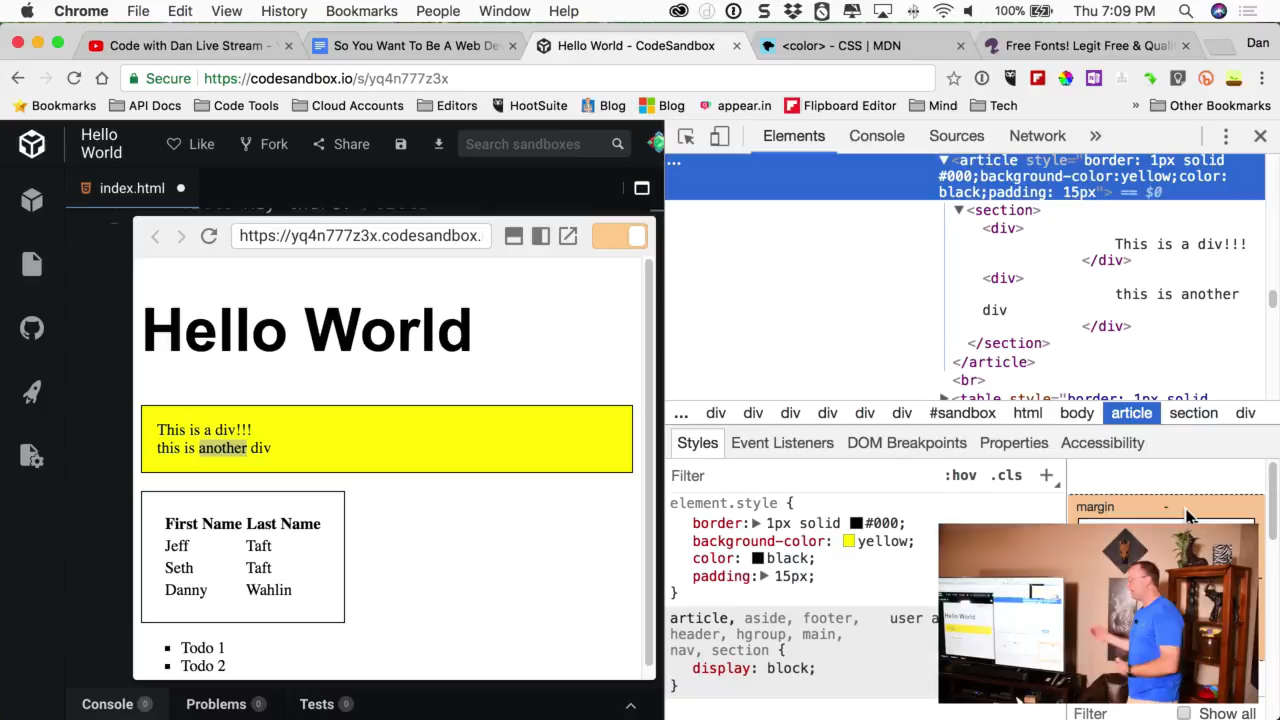 Chrome File Edit View History Bookmarks People Window Help 100% Thu 7:09 PM
Code with Dan Live Stream - So You Want To Be A Web Dev Hello World - CodeSandbox <color> - CSS | MDN Free Fonts! Legit Free & Quali Dan
Secure https://codesandbox.io/s/yq4n777z3x
Bookmarks API Docs Code Tools Cloud Accounts Editors HootSuite Blog Blog appear.in Flipboard Editor Mind Tech » Other Bookmarks
Hello World Like Fork Share Search sandboxes
index.html
https://yq4n777z3x.codesandbox.
Hello World
This is a div!!!
this is another div
First Name Last Name
Jeff Taft
Seth Taft
Danny Wahlin
Todo 1
Todo 2
Console 0 Problems 0 Tests 0
Elements Console Sources Network »
... <article style="border: 1px solid
#000;background-color:yellow;color:
black;padding: 15px"> == $0
<section>
<div>
This is a div!!!
</div>
<div>
this is another
div
</div>
</section>
</article>
<br>
<table style="border: 1px solid
... div div div div div div #sandbox html body article section div
Styles Event Listeners DOM Breakpoints Properties Accessibility
Filter :hov .cls +
element.style {
border: 1px solid #000;
background-color: yellow;
color: black;
padding: 15px;
}
article, aside, footer, user a
header, hgroup, main,
nav, section {
display: block;
}
margin -
Hello World
Filter Show all